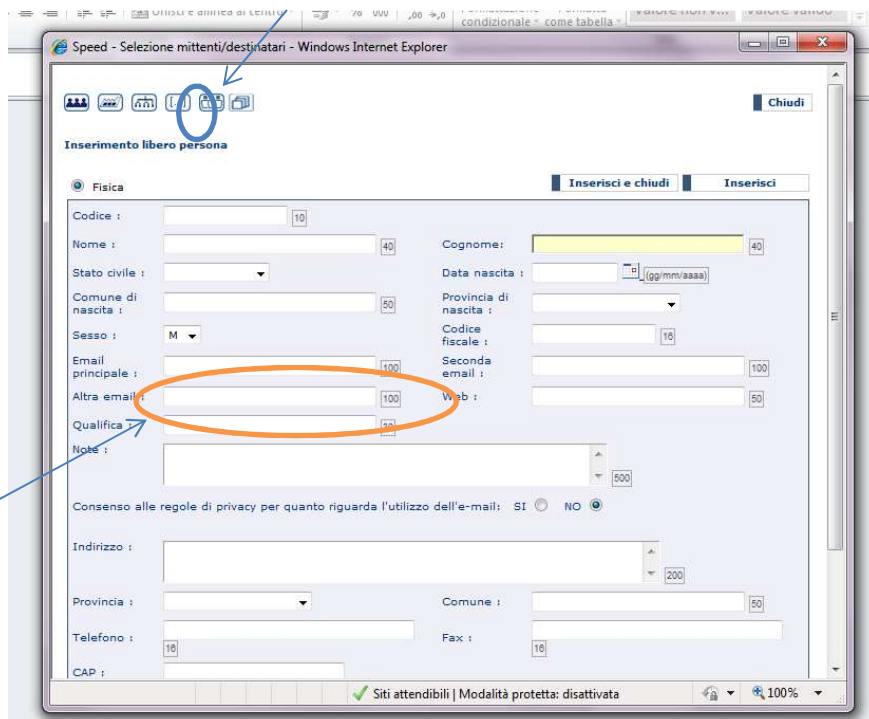 Unisci e allinea al centro
% 000
,00 →,0
condizionale - come tabella -
Speed - Selezione mittenti/destinatari - Windows Internet Explorer
Chiudi
Inserimento libero persona
Fisica
Inserisci e chiudi
Inserisci
Codice :
10
Nome :
40
Cognome:
40
Stato civile :
Data nascita :
(gg/mm/aaaa)
Comune di
nascita :
50
Provincia di
nascita :
Sesso :
M
Codice
fiscale :
16
Email
principale :
100
Seconda
email :
100
Altra email :
100
Web :
50
Qualifica :
Note :
500
Consenso alle regole di privacy per quanto riguarda l'utilizzo dell'e-mail: SI NO
Indirizzo :
200
Provincia :
Comune :
50
Telefono :
16
Fax :
16
CAP :
Siti attendibili | Modalità protetta: disattivata
100%